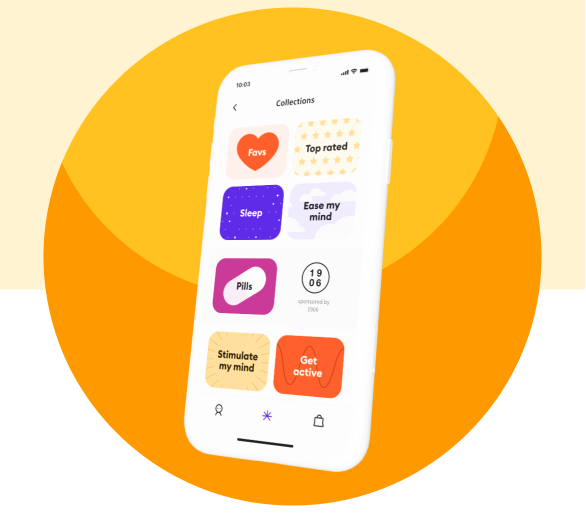 10:03
Collections
Favs
Top rated
Sleep
Ease my
mind
Pills
19
06
sponsored by
1906
Stimulate
my mind
Get
active